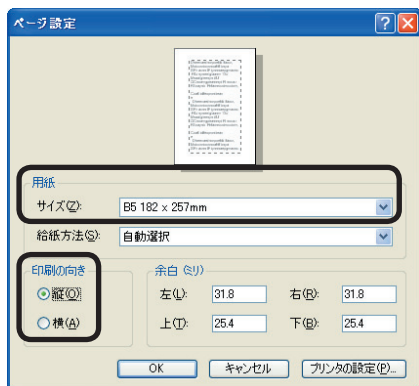 ページ設定
用紙
サイズ(Z): B5 182 x 257mm
給紙方法(S): 自動選択
印刷の向き
縦(O)
横(A)
余白 (ミリ)
左(L): 31.8 右(R): 31.8
上(T): 25.4 下(B): 25.4
OK キャンセル プリンタの設定(P)...